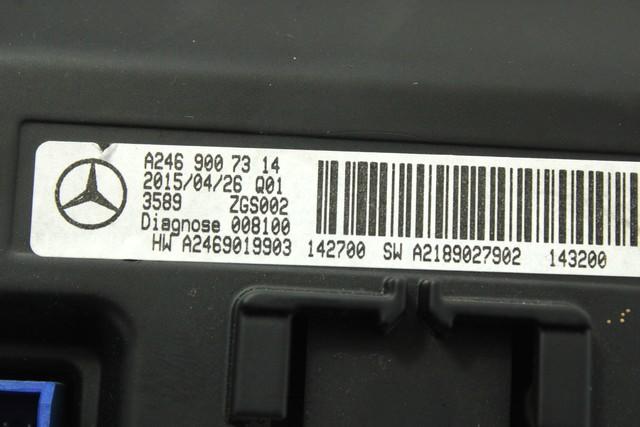 A246 900 73 14
2015/04/26 Q01
3589 ZGS002
Diagnose 008100
HW A2469019903 142700 SW A2189027902 143200